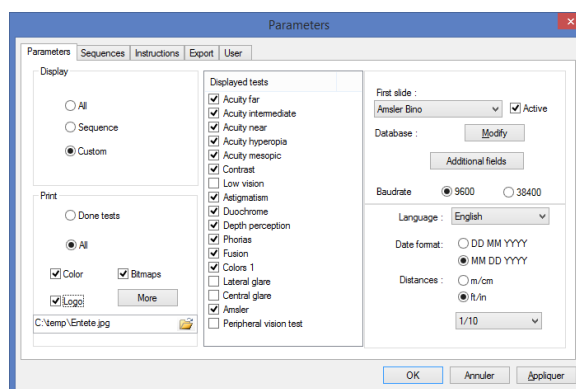 Parameters
Parameters Sequences Instructions Export User
Display
All
Sequence
Custom
Print
Done tests
All
Color Bitmaps
Logo More
C:\temp\Entete.jpg
Displayed tests
Acuity far
Acuity intermediate
Acuity near
Acuity hyperopia
Acuity mesopic
Contrast
Low vision
Astigmatism
Duochrome
Depth perception
Phorias
Fusion
Colors 1
Lateral glare
Central glare
Amsler
Peripheral vision test
First slide :
Amsler Bino Active
Database : Modify
Additional fields
Baudrate 9600 38400
Language : English
Date format: DD MM YYYY
MM DD YYYY
Distances : m/cm
ft/in
1/10
OK Annuler Appliquer